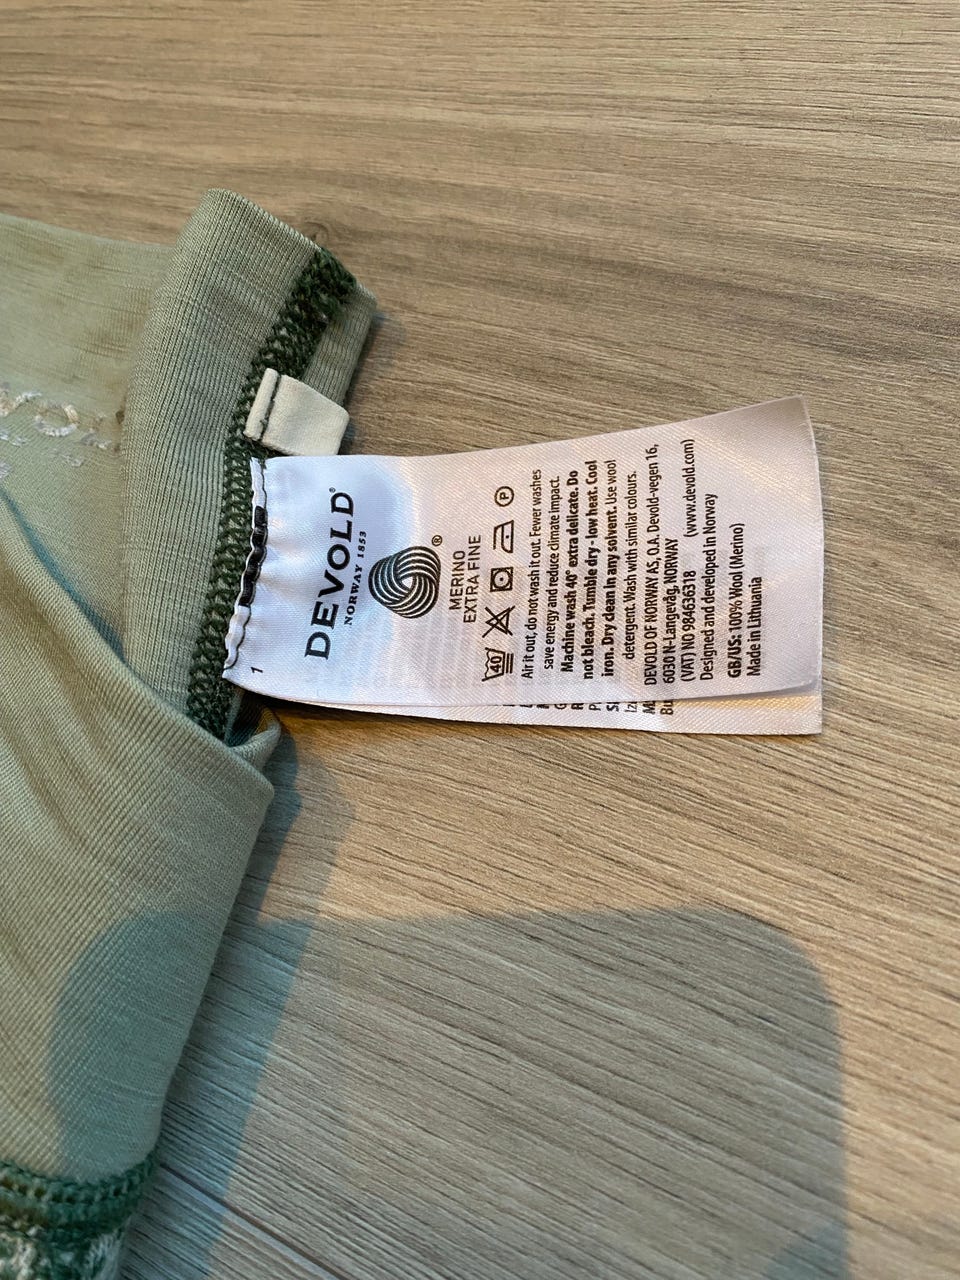 1
DEVOLD®
NORWAY 1853
®
MERINO
EXTRA FINE
40 P
Air it out, do not wash it out. Fewer washes
save energy and reduce climate impact.
Machine wash 40° extra delicate. Do
not bleach. Tumble dry - low heat. Cool
iron. Dry clean in any solvent. Use wool
detergent. Wash with similar colours.
DEVOLD OF NORWAY AS, O.A. Devold-vegen 16,
6030 N-Langevåg, NORWAY
(VAT) NO 984636318 (www.devold.com)
Designed and developed in Norway
GB/US: 100% Wool (Merino)
Made in Lithuania